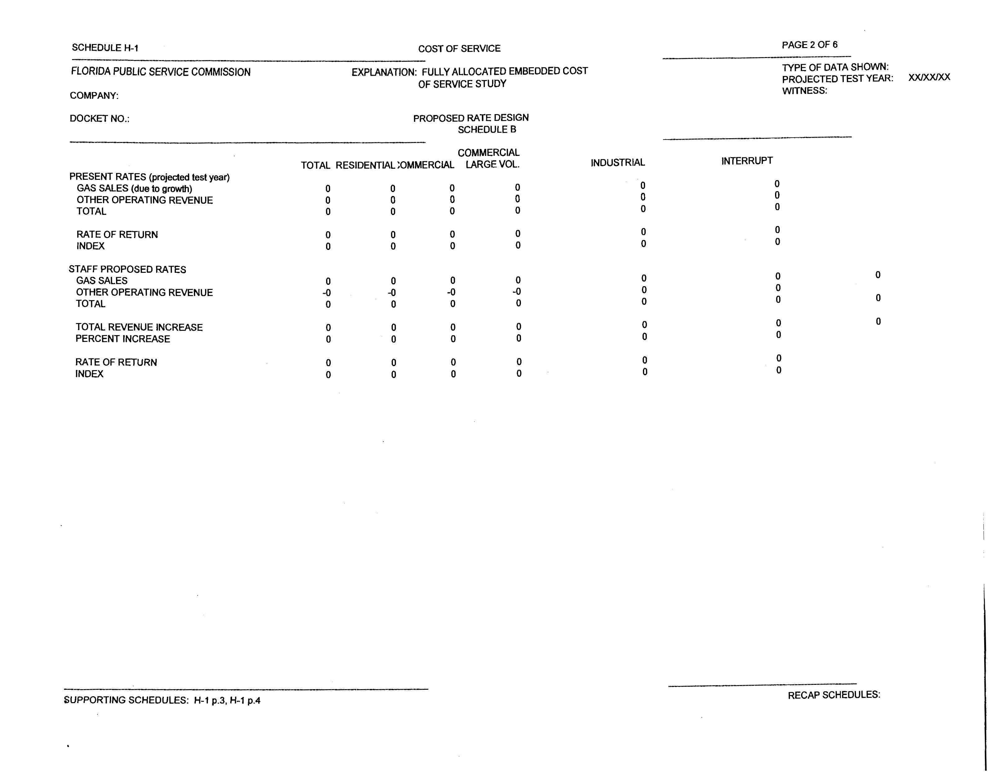 SCHEDULE H-1 COST OF SERVICE PAGE 2 OF 6
FLORIDA PUBLIC SERVICE COMMISSION EXPLANATION: FULLY ALLOCATED EMBEDDED COST TYPE OF DATA SHOWN:
OF SERVICE STUDY PROJECTED TEST YEAR: XX/XX/XX
COMPANY: WITNESS:
DOCKET NO.: PROPOSED RATE DESIGN
SCHEDULE B
COMMERCIAL
TOTAL RESIDENTIAL COMMERCIAL LARGE VOL. INDUSTRIAL INTERRUPT
PRESENT RATES (projected test year)
GAS SALES (due to growth) 0 0 0 0 0 0
OTHER OPERATING REVENUE 0 0 0 0 0 0
TOTAL 0 0 0 0 0 0
RATE OF RETURN 0 0 0 0 0 0
INDEX 0 0 0 0 0 0
STAFF PROPOSED RATES
GAS SALES 0 0 0 0 0 0 0
OTHER OPERATING REVENUE -0 -0 -0 -0 0 0
TOTAL 0 0 0 0 0 0 0
TOTAL REVENUE INCREASE 0 0 0 0 0 0 0
PERCENT INCREASE 0 0 0 0 0 0
RATE OF RETURN 0 0 0 0 0 0
INDEX 0 0 0 0 0 0
SUPPORTING SCHEDULES: H-1 p.3, H-1 p.4 RECAP SCHEDULES: